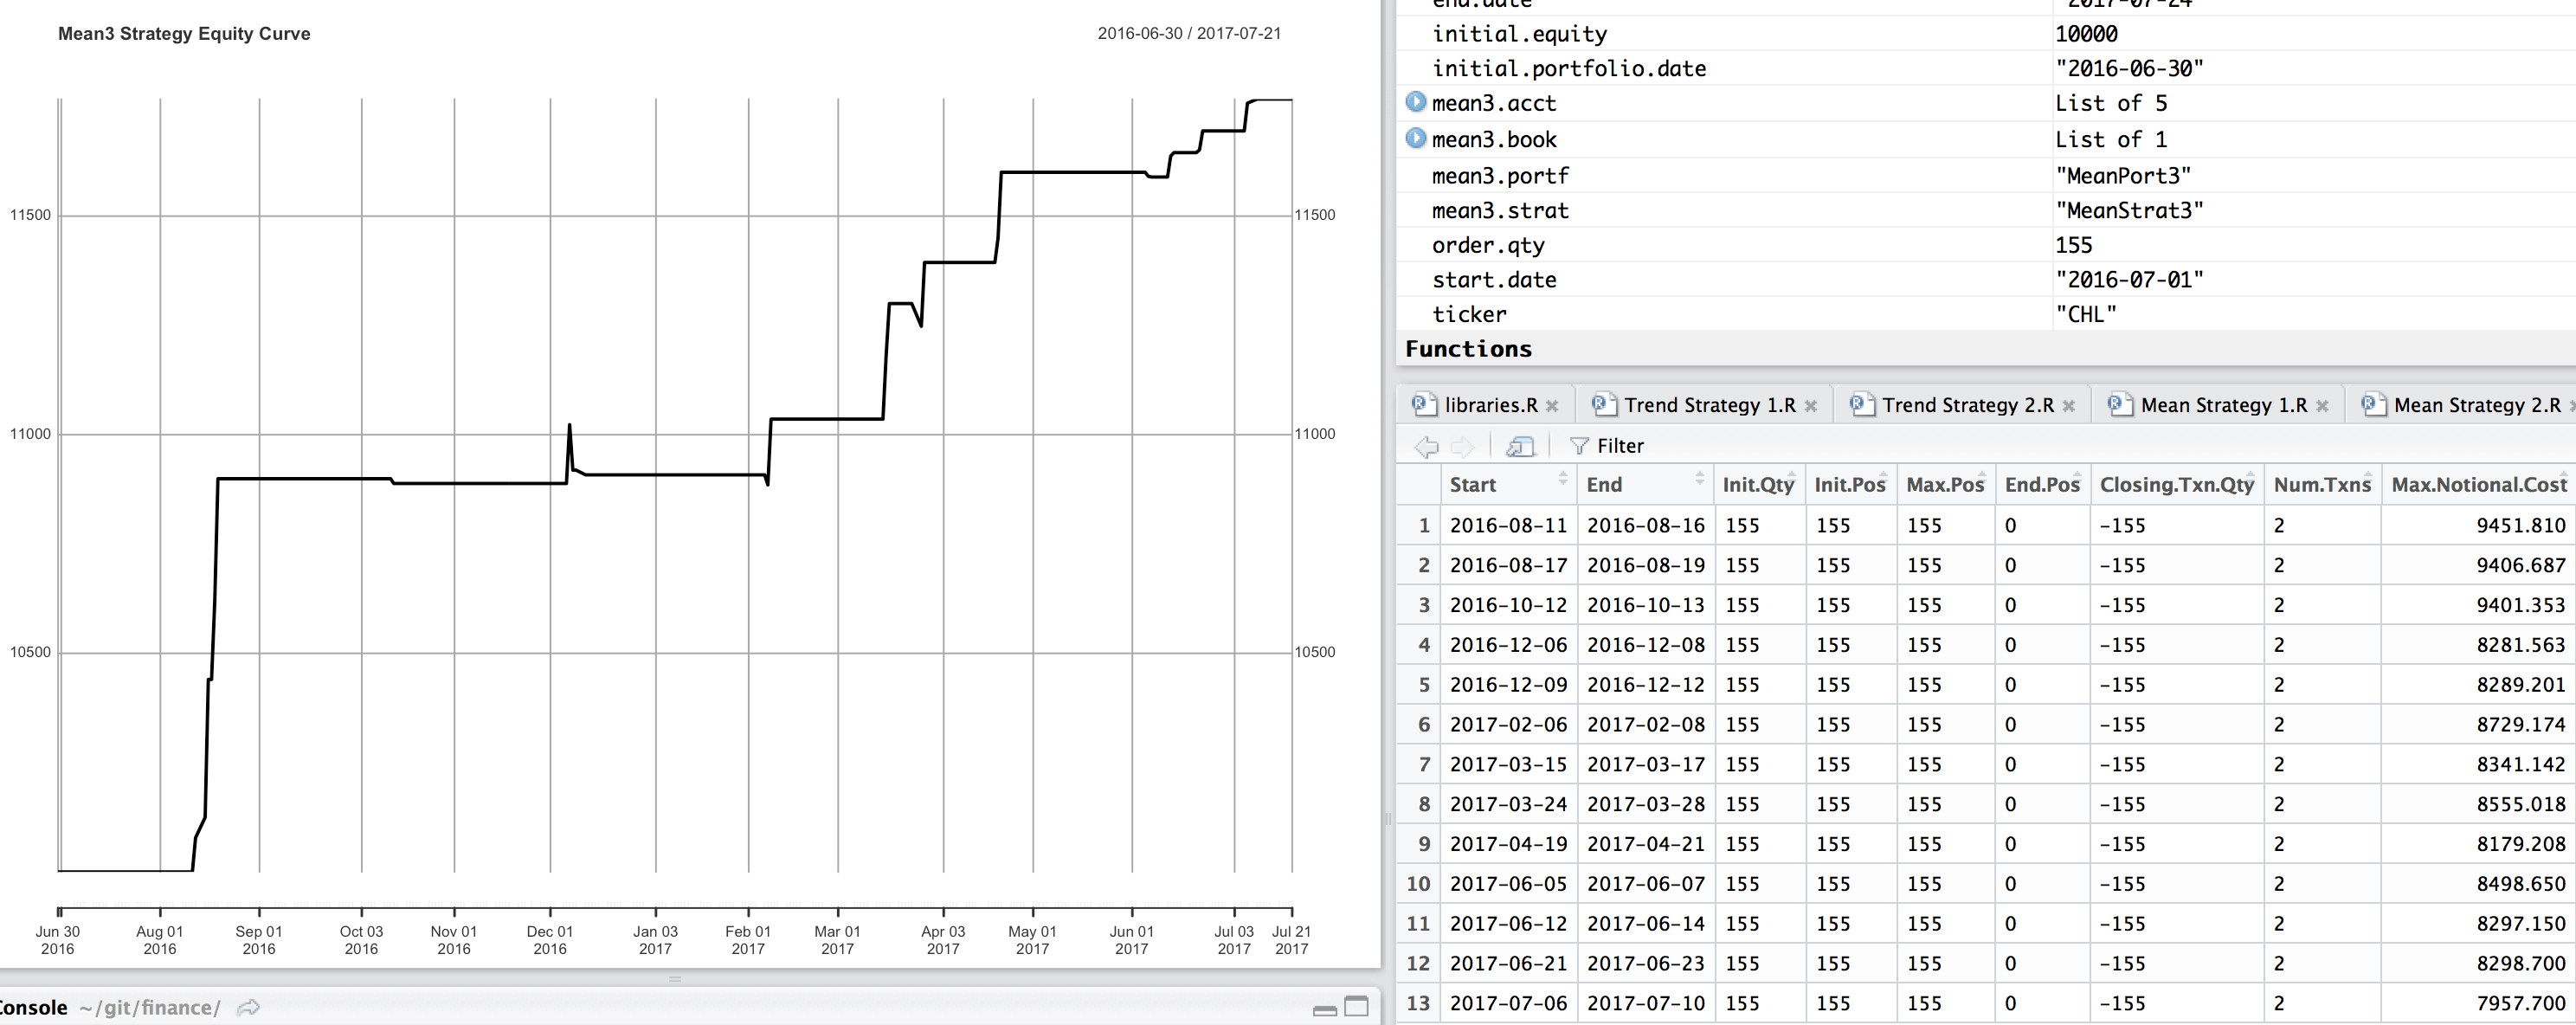 Mean3 Strategy Equity Curve
2016-06-30 / 2017-07-21
11500
11000
10500
11500
11000
10500
Jun 30 Aug 01 Sep 01 Oct 03 Nov 01 Dec 01 Jan 03 Feb 01 Mar 01 Apr 03 May 01 Jun 01 Jul 03 Jul 21
2016 2016 2016 2016 2016 2016 2017 2017 2017 2017 2017 2017 2017 2017
Console ~/git/finance/
end.date "2017-07-24"
initial.equity 10000
initial.portfolio.date "2016-06-30"
mean3.acct List of 5
mean3.book List of 1
mean3.portf "MeanPort3"
mean3.strat "MeanStrat3"
order.qty 155
start.date "2016-07-01"
ticker "CHL"
Functions
libraries.R Trend Strategy 1.R Trend Strategy 2.R Mean Strategy 1.R Mean Strategy 2.R
Filter
Start End Init.Qty Init.Pos Max.Pos End.Pos Closing.Txn.Qty Num.Txns Max.Notional.Cost
1 2016-08-11 2016-08-16 155 155 155 0 -155 2 9451.810
2 2016-08-17 2016-08-19 155 155 155 0 -155 2 9406.687
3 2016-10-12 2016-10-13 155 155 155 0 -155 2 9401.353
4 2016-12-06 2016-12-08 155 155 155 0 -155 2 8281.563
5 2016-12-09 2016-12-12 155 155 155 0 -155 2 8289.201
6 2017-02-06 2017-02-08 155 155 155 0 -155 2 8729.174
7 2017-03-15 2017-03-17 155 155 155 0 -155 2 8341.142
8 2017-03-24 2017-03-28 155 155 155 0 -155 2 8555.018
9 2017-04-19 2017-04-21 155 155 155 0 -155 2 8179.208
10 2017-06-05 2017-06-07 155 155 155 0 -155 2 8498.650
11 2017-06-12 2017-06-14 155 155 155 0 -155 2 8297.150
12 2017-06-21 2017-06-23 155 155 155 0 -155 2 8298.700
13 2017-07-06 2017-07-10 155 155 155 0 -155 2 7957.700